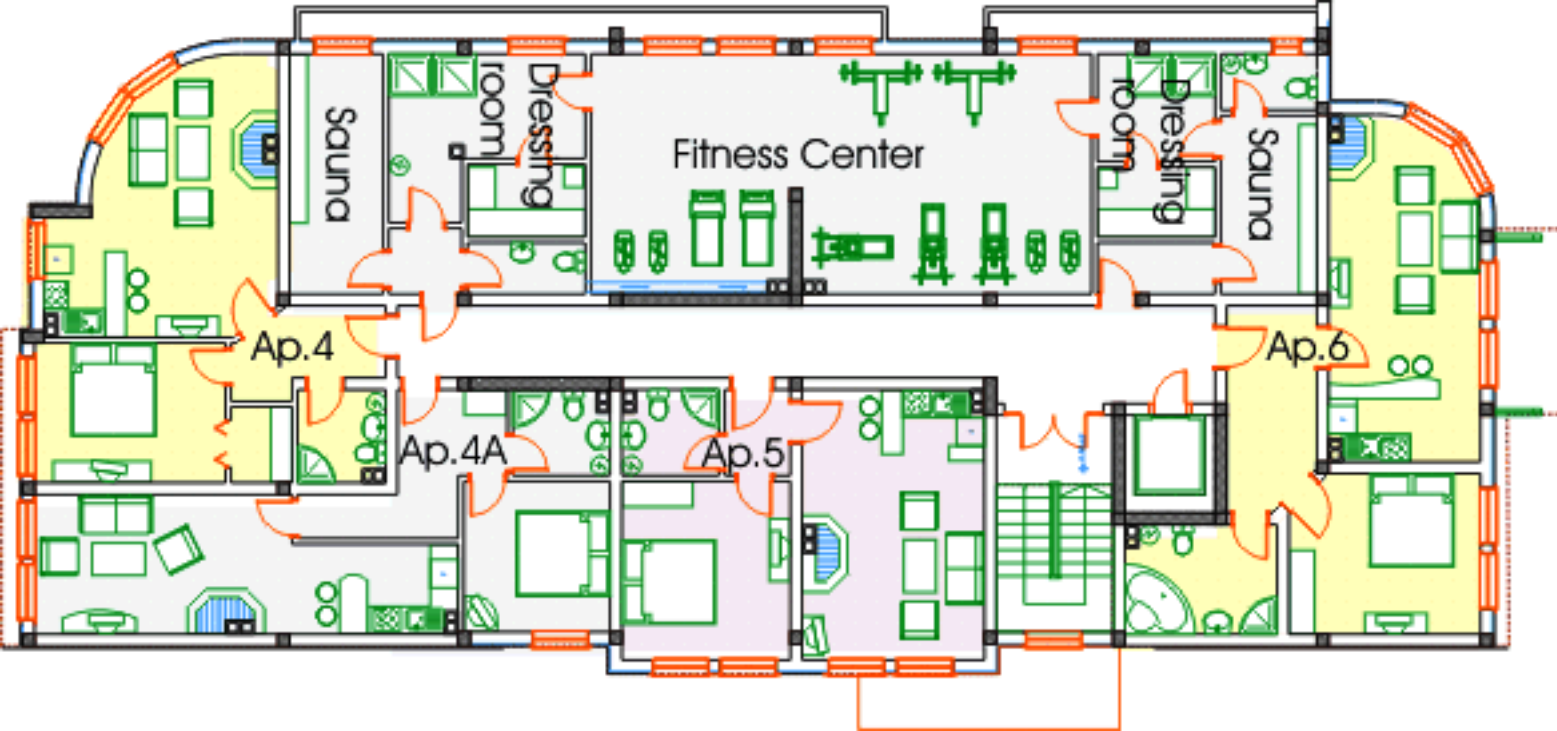 Sauna
Dressing
room
Fitness Center
Dressing
room
Sauna
Ap.4
Ap.6
Ap.4A
Ap.5